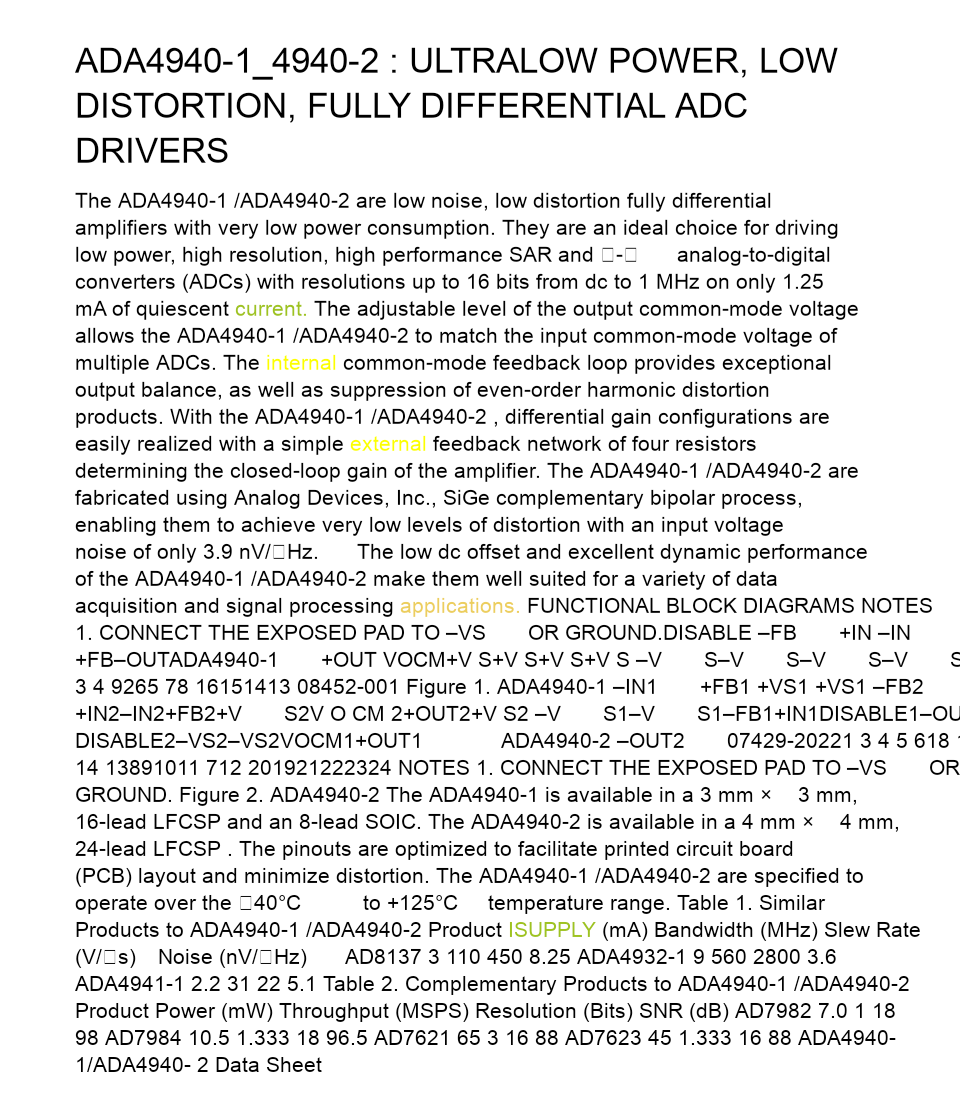 ADA4940-1_4940-2 : ULTRALOW POWER, LOW
DISTORTION, FULLY DIFFERENTIAL ADC
DRIVERS
The ADA4940-1 /ADA4940-2 are low noise, low distortion fully differential
amplifiers with very low power consumption. They are an ideal choice for driving
low power, high resolution, high performance SAR and □-□ analog-to-digital
converters (ADCs) with resolutions up to 16 bits from dc to 1 MHz on only 1.25
mA of quiescent current. The adjustable level of the output common-mode voltage
allows the ADA4940-1 /ADA4940-2 to match the input common-mode voltage of
multiple ADCs. The internal common-mode feedback loop provides exceptional
output balance, as well as suppression of even-order harmonic distortion
products. With the ADA4940-1 /ADA4940-2 , differential gain configurations are
easily realized with a simple external feedback network of four resistors
determining the closed-loop gain of the amplifier. The ADA4940-1 /ADA4940-2 are
fabricated using Analog Devices, Inc., SiGe complementary bipolar process,
enabling them to achieve very low levels of distortion with an input voltage
noise of only 3.9 nV/□Hz. The low dc offset and excellent dynamic performance
of the ADA4940-1 /ADA4940-2 make them well suited for a variety of data
acquisition and signal processing applications. FUNCTIONAL BLOCK DIAGRAMS NOTES
1. CONNECT THE EXPOSED PAD TO –VS OR GROUND.DISABLE –FB +IN –IN
+FB–OUTADA4940-1 +OUT VOCM+V S+V S+V S+V S –V S–V S–V S–V S
3 4 9265 78 16151413 08452-001 Figure 1. ADA4940-1 –IN1 +FB1 +VS1 +VS1 –FB2
+IN2–IN2+FB2+V S2V O CM 2+OUT2+V S2 –V S1–V S1–FB1+IN1DISABLE1–OU
DISABLE2–VS2–VS2VOCM1+OUT1 ADA4940-2 –OUT2 07429-20221 3 4 5 618 1
14 13891011 712 201921222324 NOTES 1. CONNECT THE EXPOSED PAD TO –VS OR
GROUND. Figure 2. ADA4940-2 The ADA4940-1 is available in a 3 mm × 3 mm,
16-lead LFCSP and an 8-lead SOIC. The ADA4940-2 is available in a 4 mm × 4 mm,
24-lead LFCSP . The pinouts are optimized to facilitate printed circuit board
(PCB) layout and minimize distortion. The ADA4940-1 /ADA4940-2 are specified to
operate over the □40°C to +125°C temperature range. Table 1. Similar
Products to ADA4940-1 /ADA4940-2 Product ISUPPLY (mA) Bandwidth (MHz) Slew Rate
(V/□s) Noise (nV/□Hz) AD8137 3 110 450 8.25 ADA4932-1 9 560 2800 3.6
ADA4941-1 2.2 31 22 5.1 Table 2. Complementary Products to ADA4940-1 /ADA4940-2
Product Power (mW) Throughput (MSPS) Resolution (Bits) SNR (dB) AD7982 7.0 1 18
98 AD7984 10.5 1.333 18 96.5 AD7621 65 3 16 88 AD7623 45 1.333 16 88 ADA4940-
1/ADA4940- 2 Data Sheet